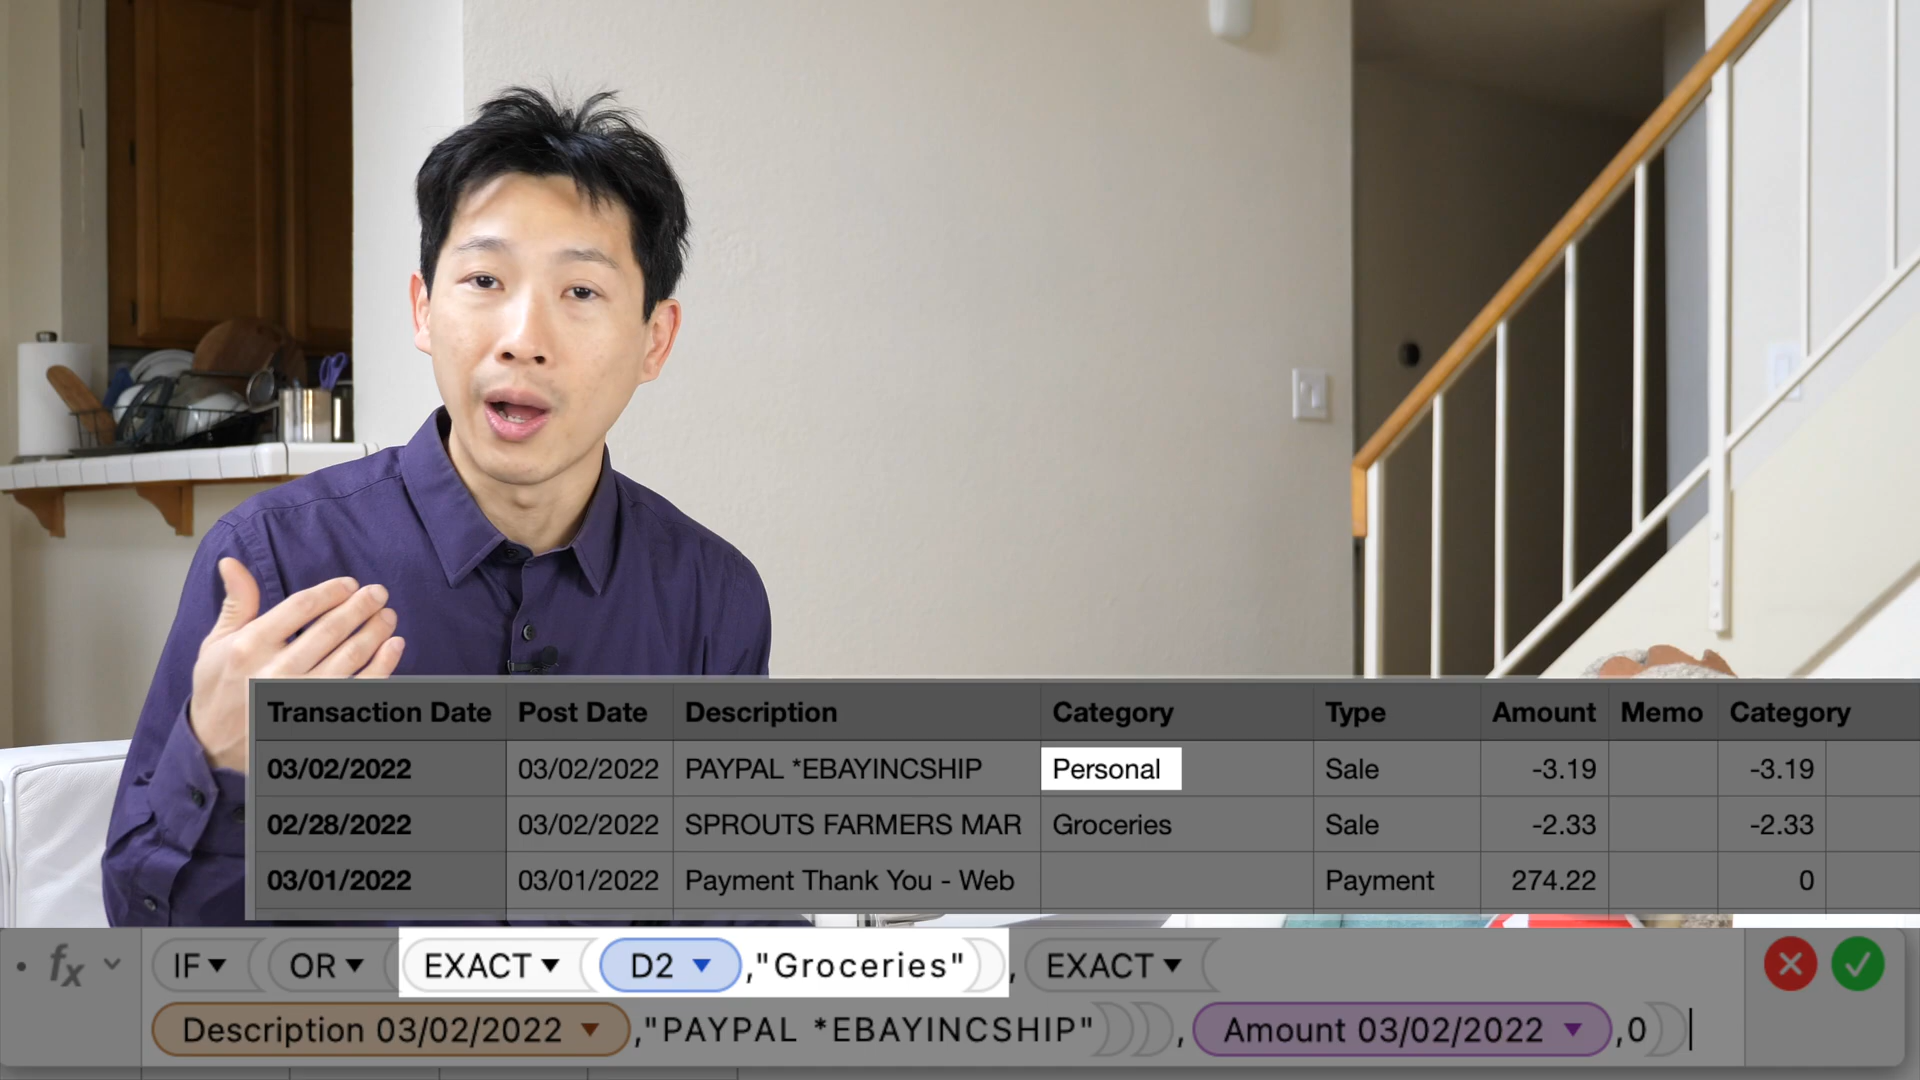 Transaction Date Post Date Description Category Type Amount Memo Category
03/02/2022 03/02/2022 PAYPAL *EBAYINCSHIP Personal Sale -3.19 -3.19
02/28/2022 03/02/2022 SPROUTS FARMERS MAR Groceries Sale -2.33 -2.33
03/01/2022 03/01/2022 Payment Thank You - Web Payment 274.22 0
fx IF OR EXACT D2 ,"Groceries" , EXACT
Description 03/02/2022 ,"PAYPAL *EBAYINCSHIP" , Amount 03/02/2022 ,0